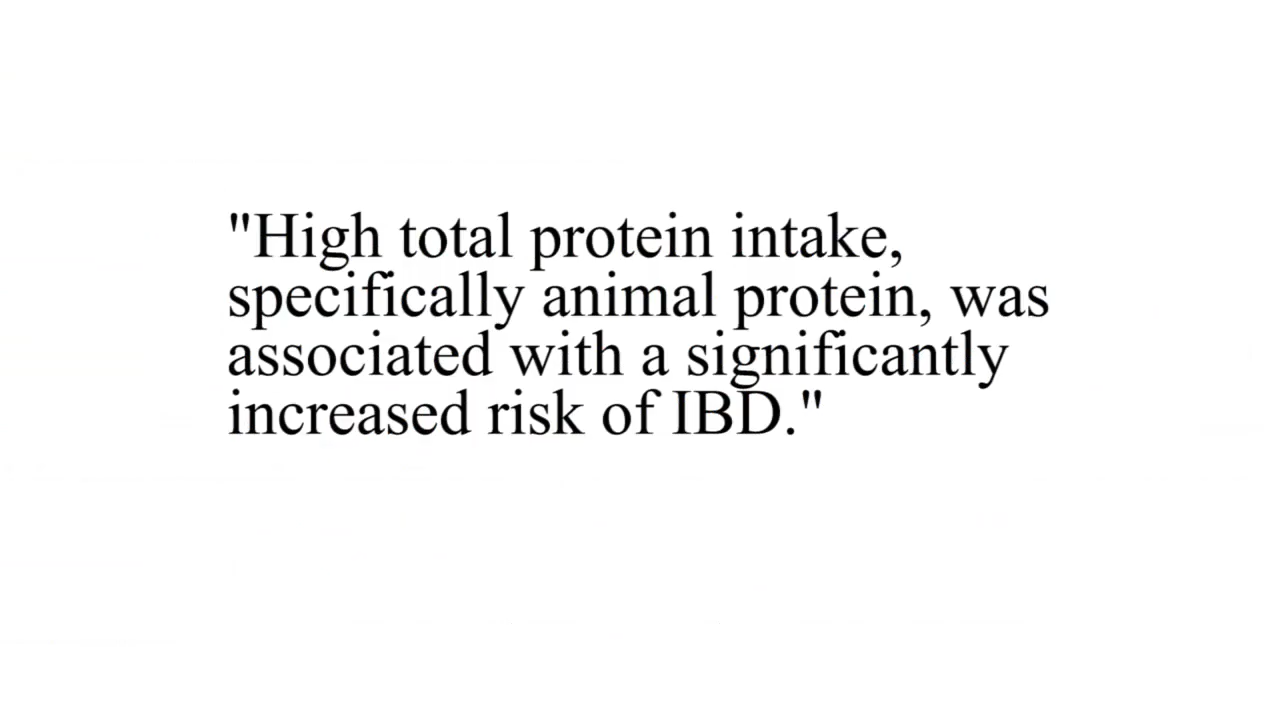 "High total protein intake,
specifically animal protein, was
associated with a significantly
increased risk of IBD."